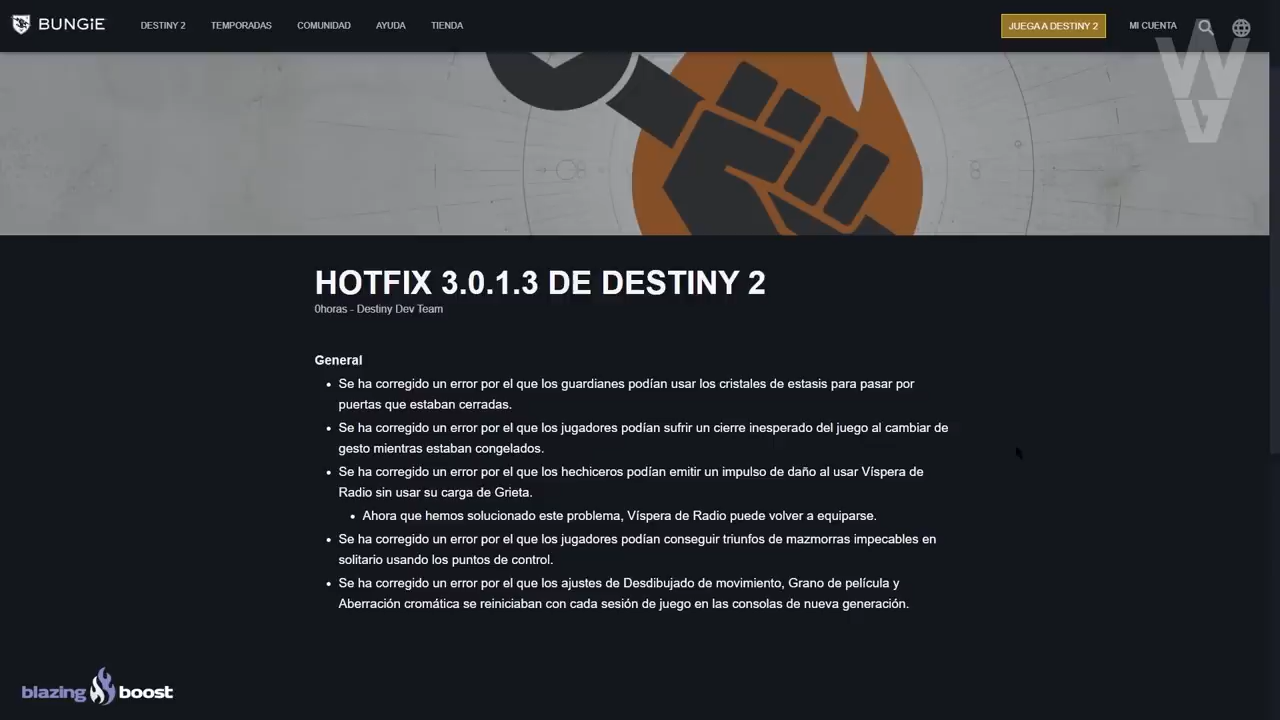 BUNGiE DESTINY 2 TEMPORADAS COMUNIDAD AYUDA TIENDA JUEGA A DESTINY 2 MI CUENTA
WG
HOTFIX 3.0.1.3 DE DESTINY 2
0horas - Destiny Dev Team
General
Se ha corregido un error por el que los guardianes podían usar los cristales de estasis para pasar por
puertas que estaban cerradas.
Se ha corregido un error por el que los jugadores podían sufrir un cierre inesperado del juego al cambiar de
gesto mientras estaban congelados.
Se ha corregido un error por el que los hechiceros podían emitir un impulso de daño al usar Víspera de
Radio sin usar su carga de Grieta.
Ahora que hemos solucionado este problema, Víspera de Radio puede volver a equiparse.
Se ha corregido un error por el que los jugadores podían conseguir triunfos de mazmorras impecables en
solitario usando los puntos de control.
Se ha corregido un error por el que los ajustes de Desdibujado de movimiento, Grano de película y
Aberración cromática se reiniciaban con cada sesión de juego en las consolas de nueva generación.
blazing boost